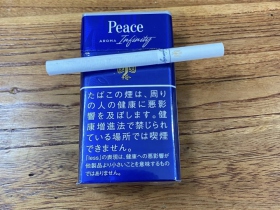 Peace
AROMA Infinity
たばこの煙は、周り
の人の健康に悪影
響を及ぼします。健
康増進法で禁じられ
ている場所では喫煙
できません。
「less」の表現は、健康への悪影響が
他製品より小さいことを意味するもの
ではありません。